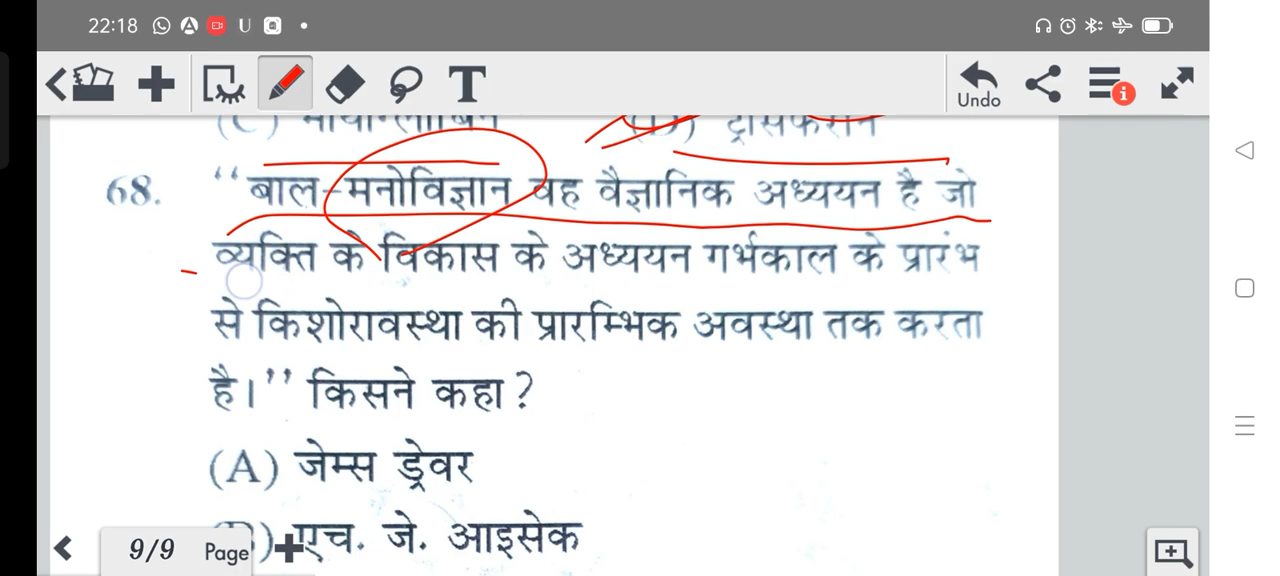 22:18
Undo
(C) मायोग्लोबिन (D) ट्रांसफेरीन
68. “बाल-मनोविज्ञान वह वैज्ञानिक अध्ययन है जो
व्यक्ति के विकास के अध्ययन गर्भकाल के प्रारंभ
से किशोरावस्था की प्रारम्भिक अवस्था तक करता
है।” किसने कहा?
(A) जेम्स ड्रेवर
(B) एच. जे. आइसेक
9/9 Page